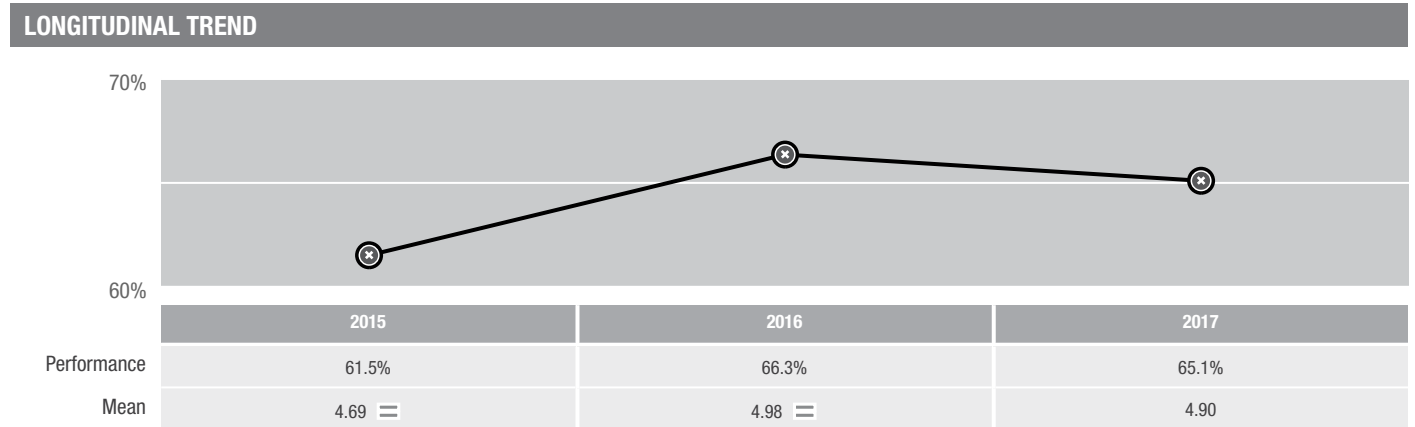 LONGITUDINAL TREND
70%
60%
2015 2016 2017
Performance 61.5% 66.3% 65.1%
Mean 4.69 = 4.98 = 4.90